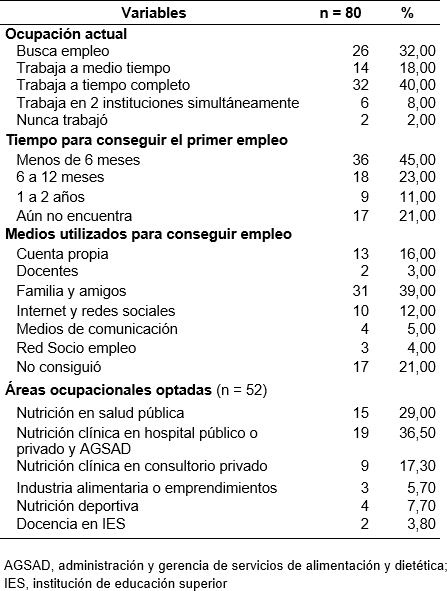 Variables n = 80 %
Ocupación actual
Busca empleo 26 32,00
Trabaja a medio tiempo 14 18,00
Trabaja a tiempo completo 32 40,00
Trabaja en 2 instituciones simultáneamente 6 8,00
Nunca trabajó 2 2,00
Tiempo para conseguir el primer empleo
Menos de 6 meses 36 45,00
6 a 12 meses 18 23,00
1 a 2 años 9 11,00
Aún no encuentra 17 21,00
Medios utilizados para conseguir empleo
Cuenta propia 13 16,00
Docentes 2 3,00
Familia y amigos 31 39,00
Internet y redes sociales 10 12,00
Medios de comunicación 4 5,00
Red Socio empleo 3 4,00
No consiguió 17 21,00
Áreas ocupacionales optadas (n = 52)
Nutrición en salud pública 15 29,00
Nutrición clínica en hospital público o 19 36,50
privado y AGSAD
Nutrición clínica en consultorio privado 9 17,30
Industria alimentaria o emprendimientos 3 5,70
Nutrición deportiva 4 7,70
Docencia en IES 2 3,80
AGSAD, administración y gerencia de servicios de alimentación y dietética;
IES, institución de educación superior